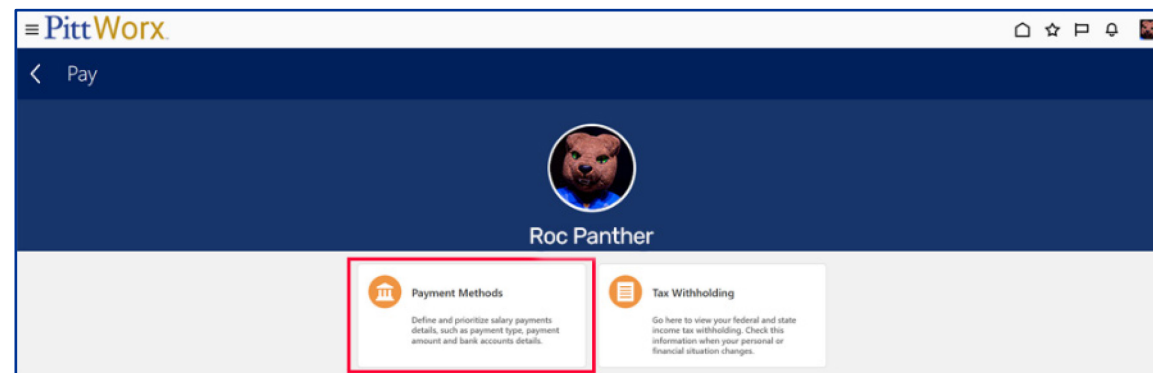 PittWorx.
Pay
Roc Panther
Payment Methods
Define and prioritize salary payments
details, such as payment type, payment
amount and bank accounts details.
Tax Withholding
Go here to view your federal and state
income tax withholding. Check this
information when your personal or
financial situation changes.